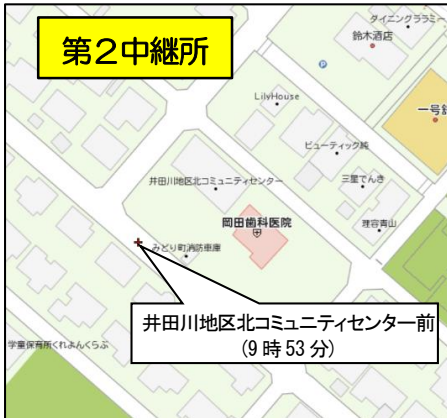 第2中継所
ダイニングララミー
鈴木酒店
P
一号舘
LilyHouse
ビューティック純
井田川地区北コミュニティセンター
三星でんき
岡田歯科医院
理容青山
みどり町消防車庫
井田川地区北コミュニティセンター前
(9時53分)
学童保育所くれよんくらぶ